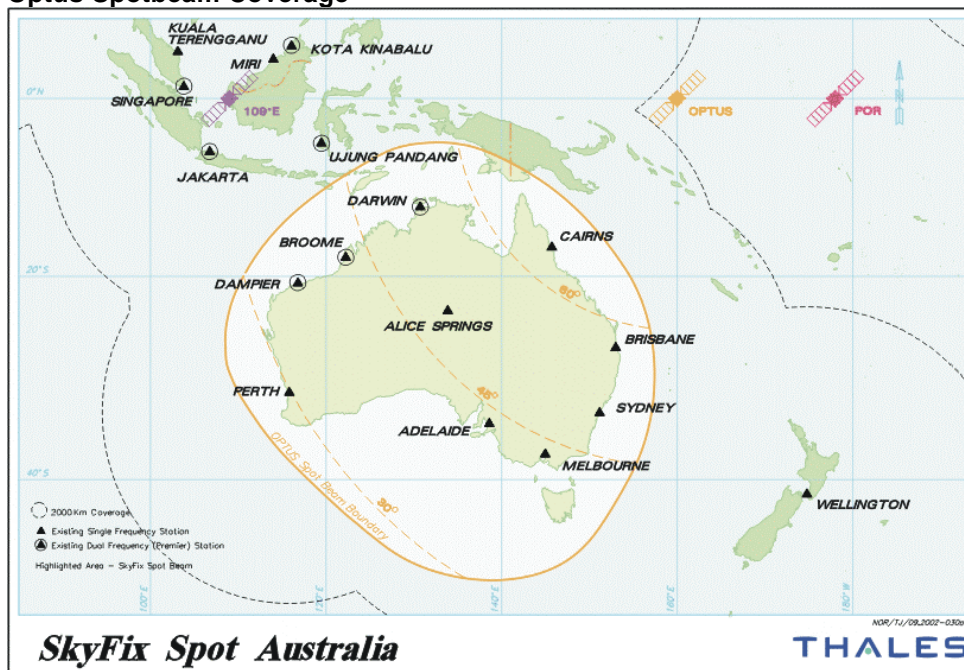 Optus Spotbeam Coverage
KUALA
TERENGGANU
KOTA KINABALU
MIRI
0°N
SINGAPORE
109°E
OPTUS
POR
N
UJUNG PANDANG
JAKARTA
DARWIN
CAIRNS
BROOME
20°S
DAMPIER
60°
ALICE SPRINGS
BRISBANE
PERTH
45°
SYDNEY
ADELAIDE
OPTUS Spot Beam Boundary
MELBOURNE
40°S
30°
WELLINGTON
2000Km Coverage
Existing Single Frequency Station
Existing Dual Frequency (Premier) Station
Highlighted Area – SkyFix Spot Beam
100°E
120°E
140°E
160°E
180°W
SkyFix Spot Australia
THALES